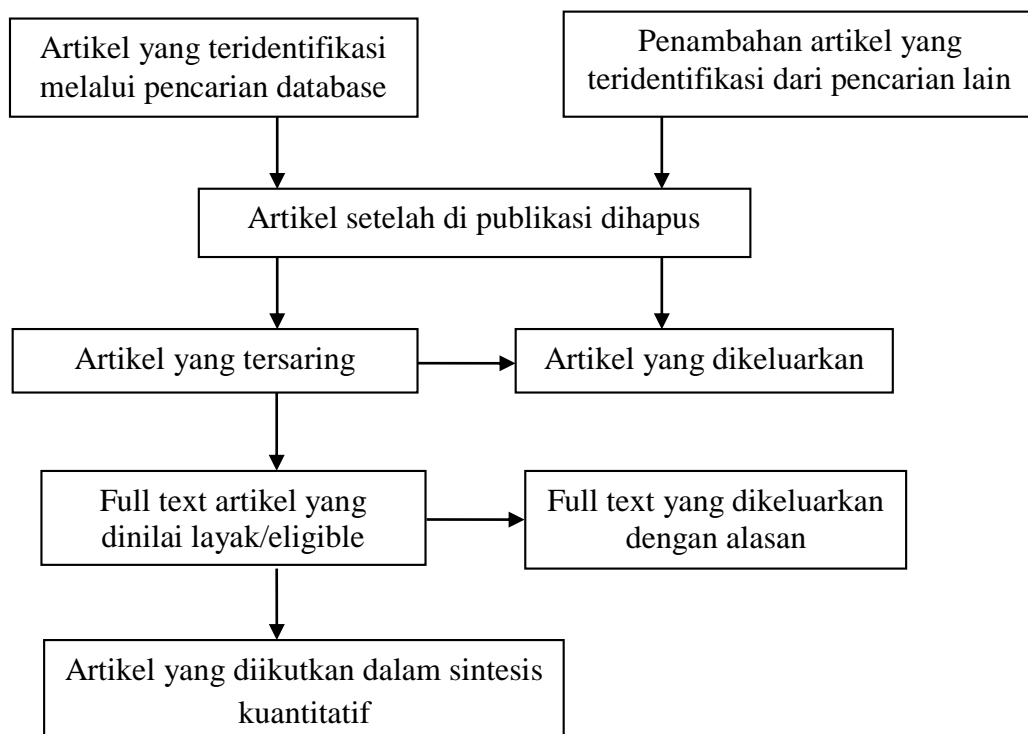 Artikel yang teridentifikasi
melalui pencarian database
Penambahan artikel yang
teridentifikasi dari pencarian lain
Artikel setelah di publikasi dihapus
Artikel yang tersaring
Artikel yang dikeluarkan
Full text artikel yang
dinilai layak/eligible
Full text yang dikeluarkan
dengan alasan
Artikel yang diikutkan dalam sintesis
kuantitatif